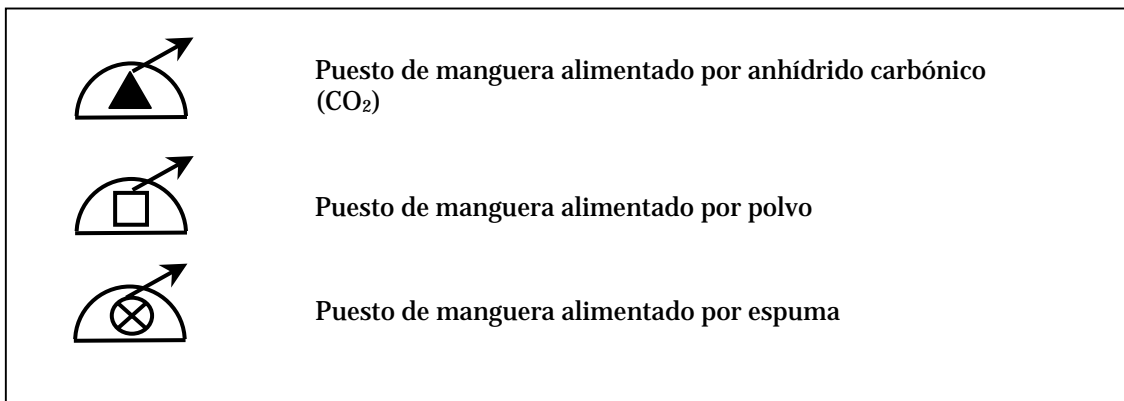 Puesto de manguera alimentado por anhídrido carbónico
(CO₂)
Puesto de manguera alimentado por polvo
Puesto de manguera alimentado por espuma